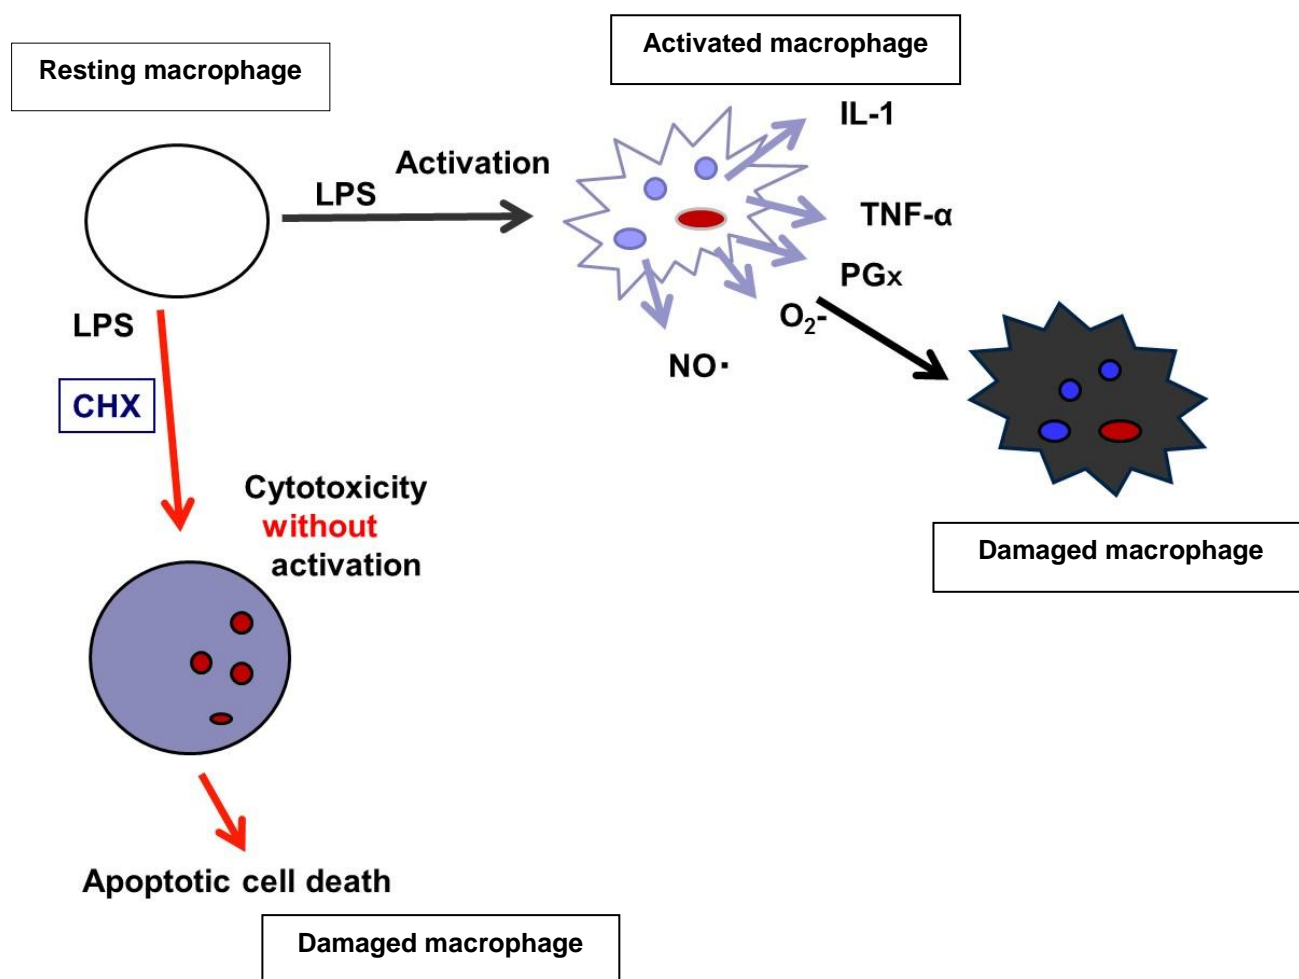 Resting macrophage
Activated macrophage
IL-1
Activation
LPS
TNF-α
PGx
O₂-
NO·
LPS
CHX
Cytotoxicity
without
activation
Damaged macrophage
Apoptotic cell death
Damaged macrophage